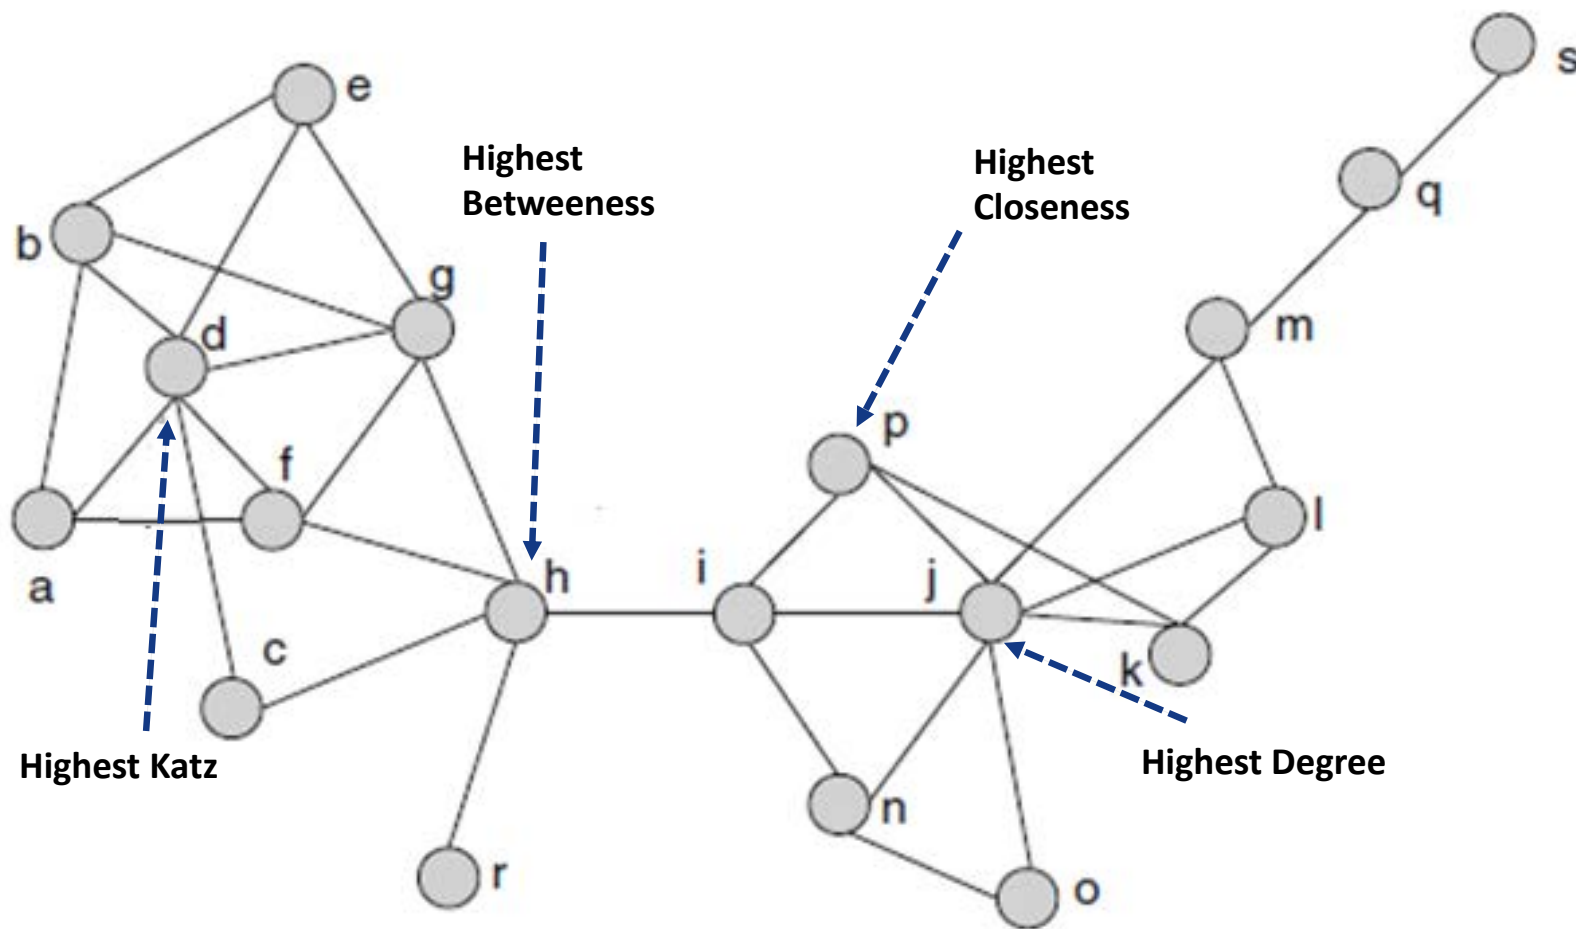 s
e
Highest
Betweeness
Highest
Closeness
q
b
g
m
d
p
f
l
i
j
h
a
c
k
Highest Katz
Highest Degree
n
r
o